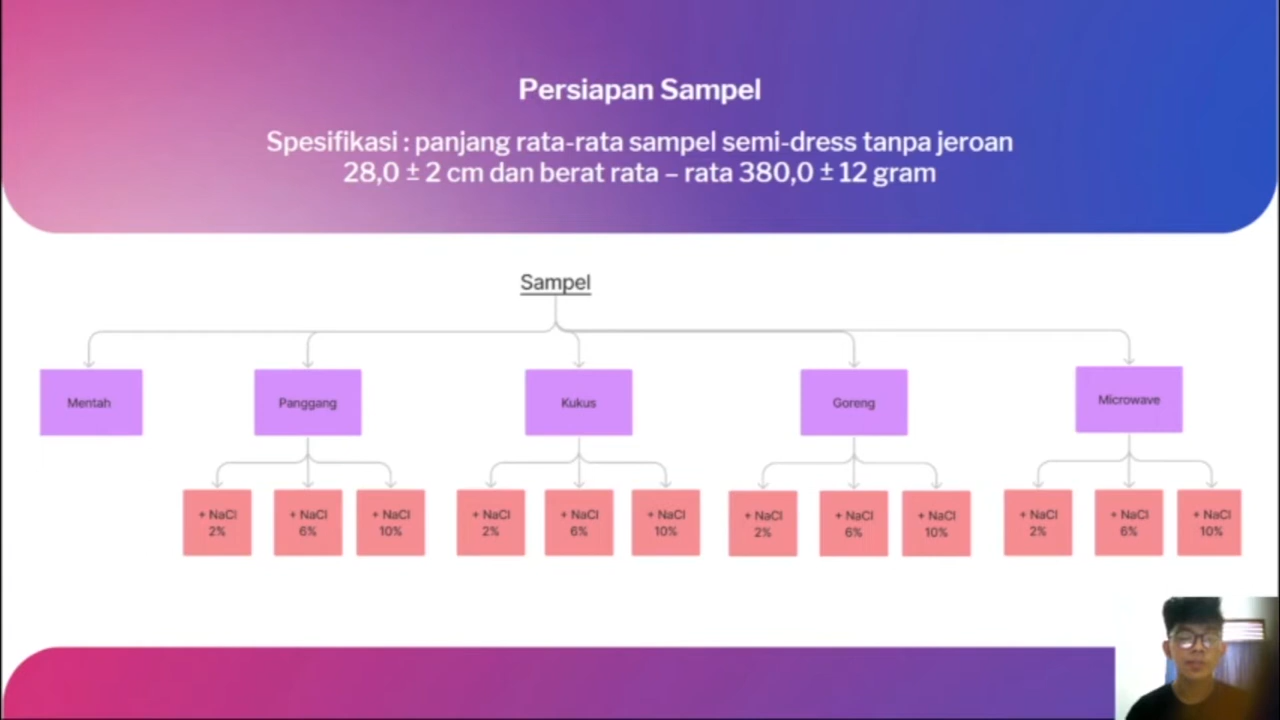 Persiapan Sampel
Spesifikasi : panjang rata-rata sampel semi-dress tanpa jeroan
28,0 ± 2 cm dan berat rata – rata 380,0 ± 12 gram
Sampel
Mentah
Panggang
Kukus
Goreng
Microwave
+ NaCl
2%
+ NaCl
6%
+ NaCl
10%
+ NaCl
2%
+ NaCl
6%
+ NaCl
10%
+ NaCl
2%
+ NaCl
6%
+ NaCl
10%
+ NaCl
2%
+ NaCl
6%
+ NaCl
10%